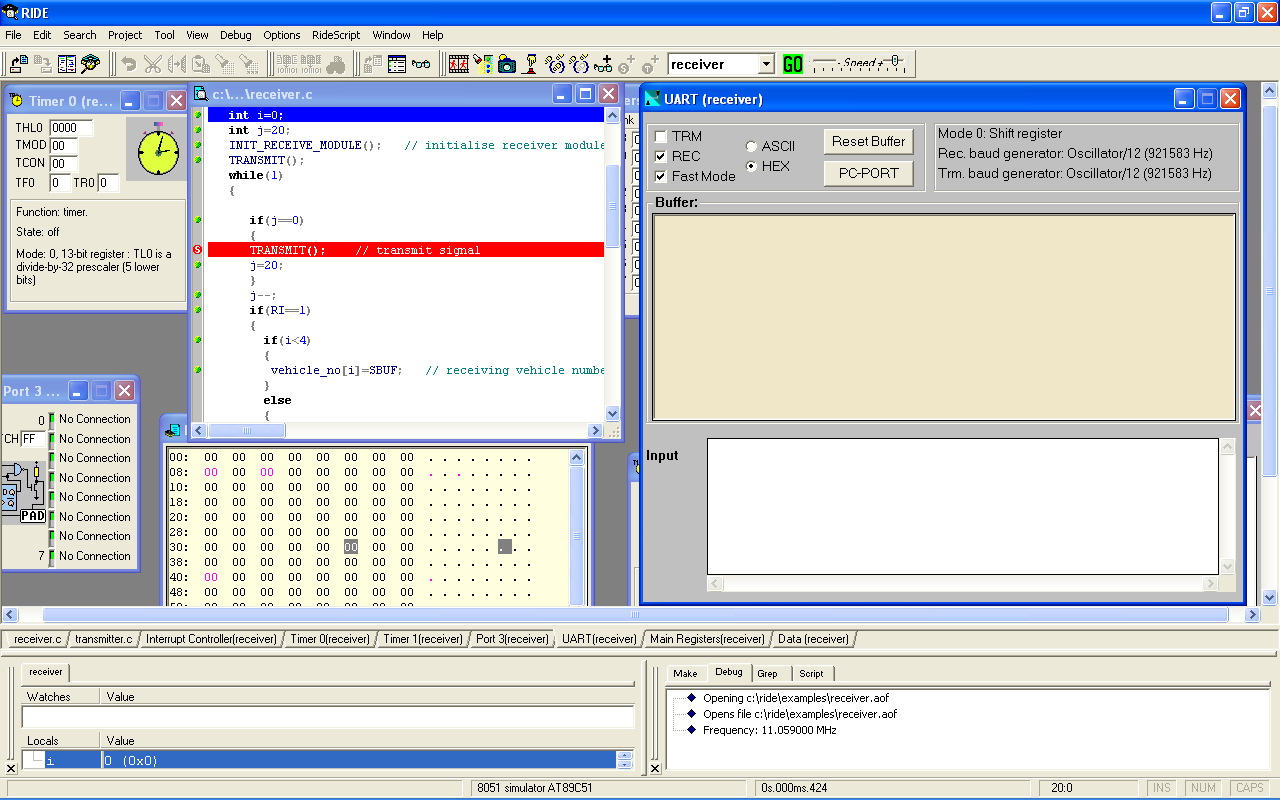 RIDE
File Edit Search Project Tool View Debug Options RideScript Window Help
receiver GO Speed
Timer 0 (re...
THL0 0000
TMOD 00
TCON 00
TF0 0 TR0 0
Function: timer.
State: off
Mode: 0, 13-bit register : TL0 is a
divide-by-32 prescaler (5 lower
bits)
c:\...\receiver.c
int i=0;
int j=20;
INIT_RECEIVE_MODULE(); // initialise receiver module
TRANSMIT();
while(1)
{
if(j==0)
{
TRANSMIT(); // transmit signal
j=20;
}
j--;
if(RI==1)
{
if(i<4)
{
vehicle_no[i]=SBUF; // receiving vehicle numbe
}
else
{
UART (receiver)
TRM
REC
Fast Mode
ASCII
HEX
Reset Buffer
PC-PORT
Mode 0: Shift register
Rec. baud generator: Oscillator/12 (921583 Hz)
Trm. baud generator: Oscillator/12 (921583 Hz)
Buffer:
Input
Port 3 ...
0 No Connection
CH FF No Connection
No Connection
No Connection
No Connection
PAD No Connection
No Connection
7 No Connection
00: 00 00 00 00 00 00 00 00 . . . . . . . .
08: 00 00 00 00 00 00 00 00 . . . . . . . .
10: 00 00 00 00 00 00 00 00 . . . . . . . .
18: 00 00 00 00 00 00 00 00 . . . . . . . .
20: 00 00 00 00 00 00 00 00 . . . . . . . .
28: 00 00 00 00 00 00 00 00 . . . . . . . .
30: 00 00 00 00 00 00 00 00 . . . . . . . .
38: 00 00 00 00 00 00 00 00 . . . . . . . .
40: 00 00 00 00 00 00 00 00 . . . . . . . .
48: 00 00 00 00 00 00 00 00 . . . . . . . .
receiver.c transmitter.c Interrupt Controller(receiver) Timer 0(receiver) Timer 1(receiver) Port 3(receiver) UART(receiver) Main Registers(receiver) Data (receiver)
receiver
Watches Value
Locals Value
i 0 (0x0)
Make Debug Grep Script
Opening c:\ride\examples\receiver.aof
Opens file c:\ride\examples\receiver.aof
Frequency: 11.059000 MHz
8051 simulator AT89C51 0s.000ms.424 20:0 INS NUM CAPS